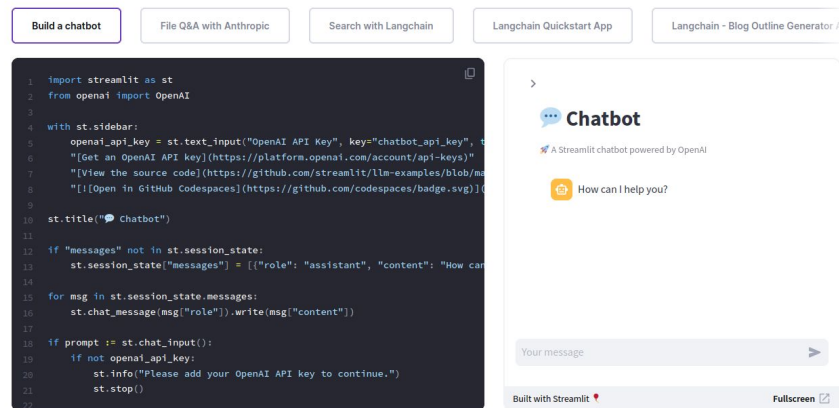 Build a chatbot
File Q&A with Anthropic
Search with Langchain
Langchain Quickstart App
Langchain - Blog Outline Generator
1 import streamlit as st
2 from openai import OpenAI
3
4 with st.sidebar:
5     openai_api_key = st.text_input("OpenAI API Key", key="chatbot_api_key", t
6     "[Get an OpenAI API key](https://platform.openai.com/account/api-keys)"
7     "[View the source code](https://github.com/streamlit/llm-examples/blob/ma
8     "[![Open in GitHub Codespaces](https://github.com/codespaces/badge.svg)](
9
10 st.title("💬 Chatbot")
11
12 if "messages" not in st.session_state:
13     st.session_state["messages"] = [{"role": "assistant", "content": "How can
14
15 for msg in st.session_state.messages:
16     st.chat_message(msg["role"]).write(msg["content"])
17
18 if prompt := st.chat_input():
19     if not openai_api_key:
20         st.info("Please add your OpenAI API key to continue.")
21         st.stop()
22
💬 Chatbot
🚀 A Streamlit chatbot powered by OpenAI
How can I help you?
Your message
Built with Streamlit 🎈
Fullscreen